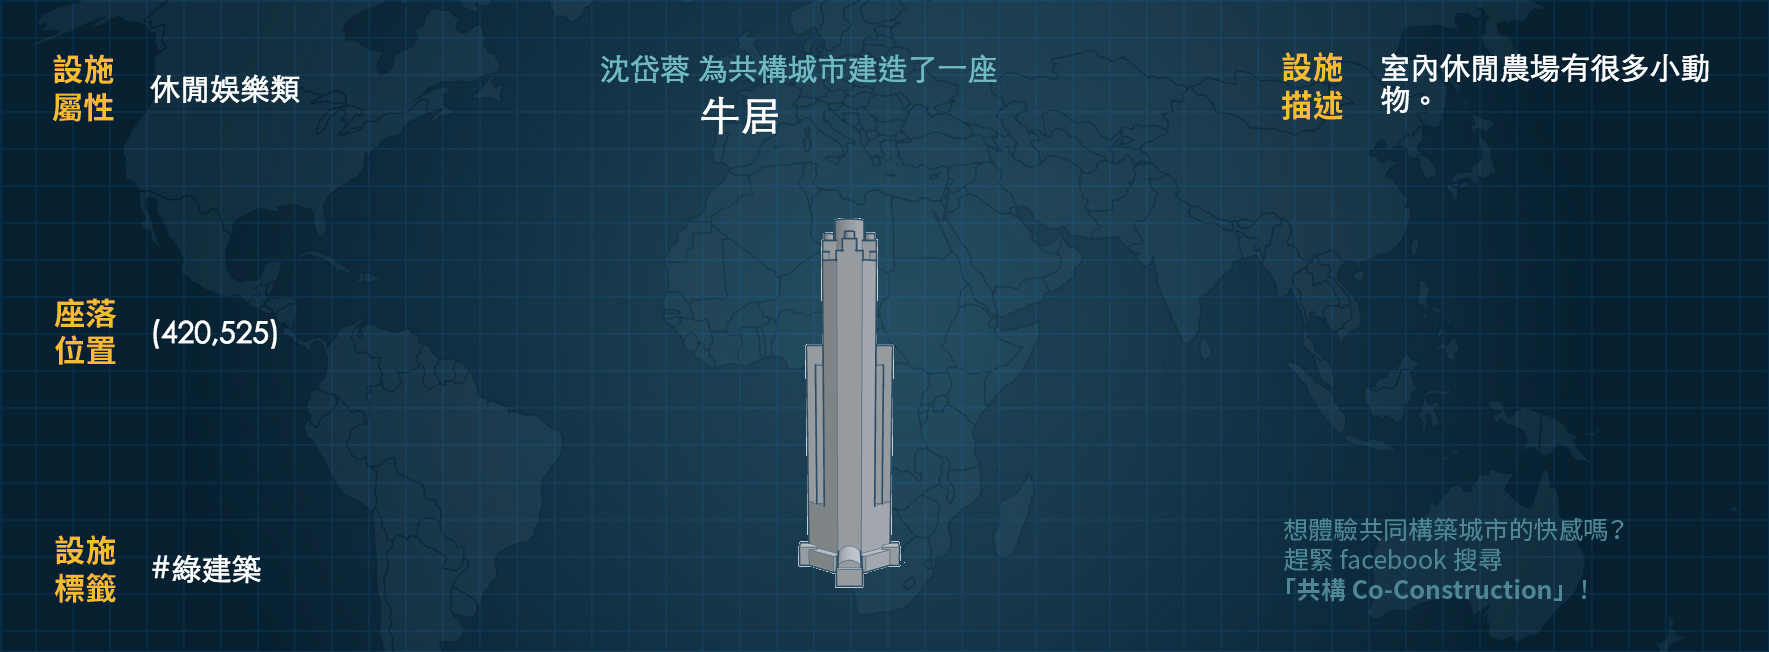 設施
屬性
休閒娛樂類
沈岱蓉 為共構城市建造了一座
牛居
設施
描述
室內休閒農場有很多小動
物。
座落
位置
(420,525)
設施
標籤
#綠建築
想體驗共同構築城市的快感嗎？
趕緊 facebook 搜尋
「共構 Co-Construction」！